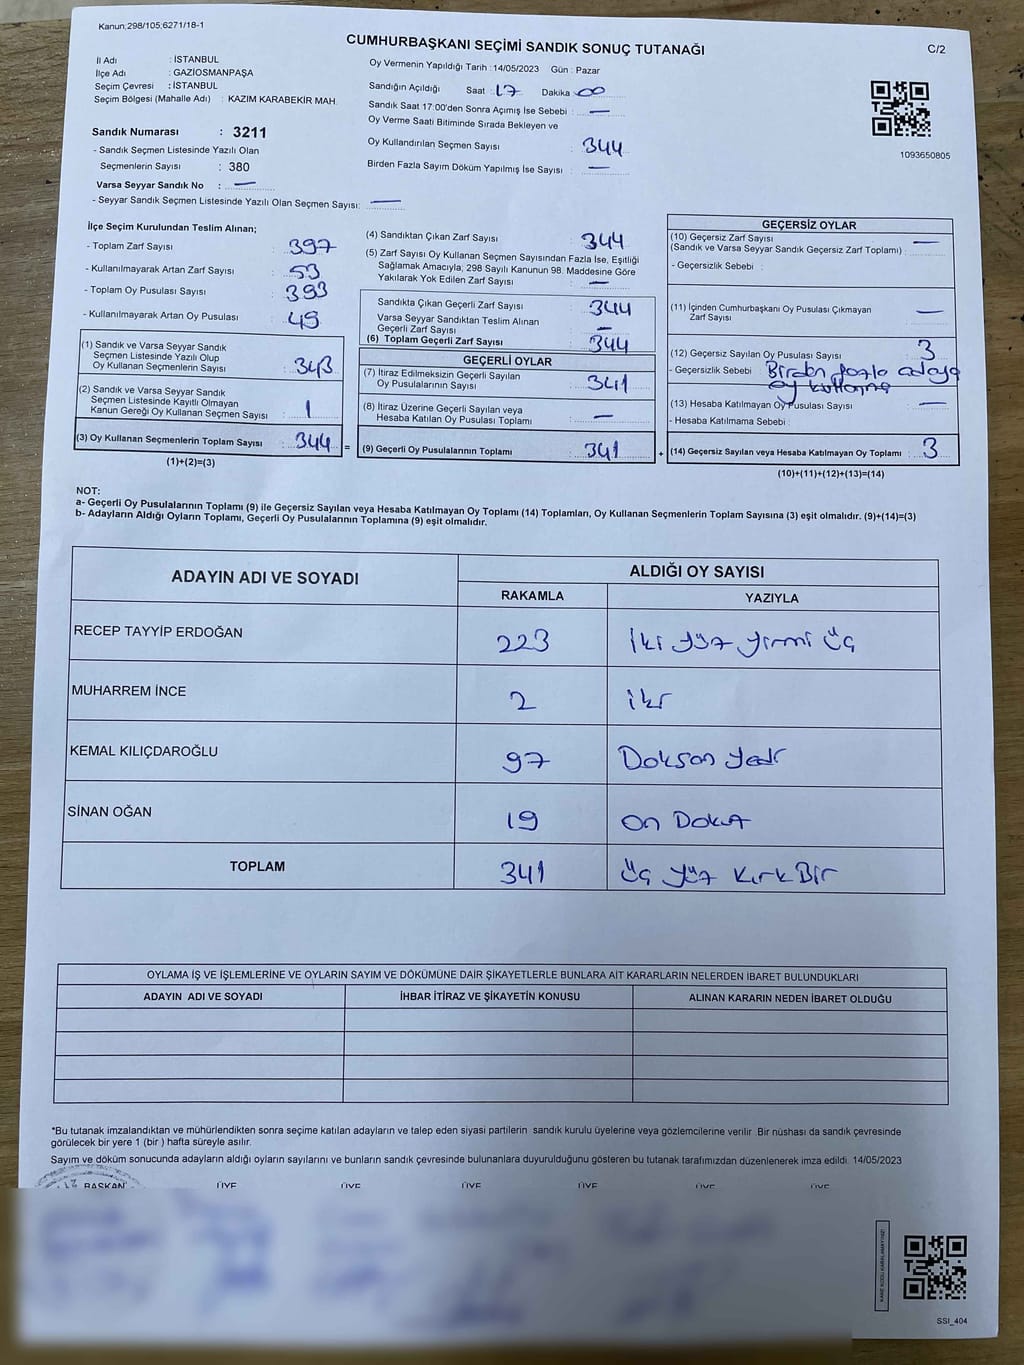 Kanun;298/105;6271/18-1
CUMHURBAŞKANI SEÇİMİ SANDIK SONUÇ TUTANAĞI
C/2
İl Adı : İSTANBUL
İlçe Adı : GAZİOSMANPAŞA
Seçim Çevresi : İSTANBUL
Seçim Bölgesi (Mahalle Adı) : KAZIM KARABEKİR MAH.
Sandık Numarası : 3211
- Sandık Seçmen Listesinde Yazılı Olan
Seçmenlerin Sayısı : 380
Varsa Seyyar Sandık No : —
- Seyyar Sandık Seçmen Listesinde Yazılı Olan Seçmen Sayısı: —
Oy Vermenin Yapıldığı Tarih : 14/05/2023 Gün : Pazar
Sandığın Açıldığı Saat : 17 Dakika : 00
Sandık Saat 17:00'den Sonra Açımış İse Sebebi : —
Oy Verme Saati Bitiminde Sırada Bekleyen ve
Oy Kullandırılan Seçmen Sayısı : 344
Birden Fazla Sayım Döküm Yapılmış İse Sayısı : —
1093650805
İlçe Seçim Kurulundan Teslim Alınan;
- Toplam Zarf Sayısı : 397
- Kullanılmayarak Artan Zarf Sayısı : 53
- Toplam Oy Pusulası Sayısı : 393
- Kullanılmayarak Artan Oy Pusulası : 49
(1) Sandık ve Varsa Seyyar Sandık
Seçmen Listesinde Yazılı Olup
Oy Kullanan Seçmenlerin Sayısı : 343
(2) Sandık ve Varsa Seyyar Sandık
Seçmen Listesinde Kayıtlı Olmayan
Kanun Gereği Oy Kullanan Seçmen Sayısı : 1
(3) Oy Kullanan Seçmenlerin Toplam Sayısı : 344 =
(1)+(2)=(3)
(4) Sandıktan Çıkan Zarf Sayısı : 344
(5) Zarf Sayısı Oy Kullanan Seçmen Sayısından Fazla İse, Eşitliği
Sağlamak Amacıyla, 298 Sayılı Kanunun 98. Maddesine Göre
Yakılarak Yok Edilen Zarf Sayısı : —
Sandıkta Çıkan Geçerli Zarf Sayısı : 344
Varsa Seyyar Sandıktan Teslim Alınan
Geçerli Zarf Sayısı : —
(6) Toplam Geçerli Zarf Sayısı : 344
GEÇERLİ OYLAR
(7) İtiraz Edilmeksizin Geçerli Sayılan
Oy Pusulalarının Sayısı : 341
(8) İtiraz Üzerine Geçerli Sayılan veya
Hesaba Katılan Oy Pusulası Toplamı : —
(9) Geçerli Oy Pusulalarının Toplamı : 341 +
GEÇERSİZ OYLAR
(10) Geçersiz Zarf Sayısı
(Sandık ve Varsa Seyyar Sandık Geçersiz Zarf Toplamı) : —
- Geçersizlik Sebebi :
(11) İçinden Cumhurbaşkanı Oy Pusulası Çıkmayan
Zarf Sayısı : —
(12) Geçersiz Sayılan Oy Pusulası Sayısı : 3
- Geçersizlik Sebebi : Birden fazla adaya
oy kullanma
(13) Hesaba Katılmayan Oy Pusulası Sayısı : —
- Hesaba Katılmama Sebebi :
(14) Geçersiz Sayılan veya Hesaba Katılmayan Oy Toplamı : 3
(10)+(11)+(12)+(13)=(14)
NOT:
a- Geçerli Oy Pusulalarının Toplamı (9) ile Geçersiz Sayılan veya Hesaba Katılmayan Oy Toplamı (14) Toplamları, Oy Kullanan Seçmenlerin Toplam Sayısına (3) eşit olmalıdır. (9)+(14)=(3)
b- Adayların Aldığı Oyların Toplamı, Geçerli Oy Pusulalarının Toplamına (9) eşit olmalıdır.
ADAYIN ADI VE SOYADI ALDIĞI OY SAYISI
RAKAMLA YAZIYLA
RECEP TAYYİP ERDOĞAN 223 İki yüz yirmi üç
MUHARREM İNCE 2 iki
KEMAL KILIÇDAROĞLU 97 Doksan Yedi
SİNAN OĞAN 19 on Dokuz
TOPLAM 341 üç yüz Kırk Bir
OYLAMA İŞ VE İŞLEMLERİNE VE OYLARIN SAYIM VE DÖKÜMÜNE DAİR ŞİKAYETLERLE BUNLARA AİT KARARLARIN NELERDEN İBARET BULUNDUKLARI
ADAYIN ADI VE SOYADI İHBAR İTİRAZ VE ŞİKAYETİN KONUSU ALINAN KARARIN NEDEN İBARET OLDUĞU
*Bu tutanak imzalandıktan ve mühürlendikten sonra seçime katılan adayların ve talep eden siyasi partilerin sandık kurulu üyelerine veya gözlemcilerine verilir Bir nüshası da sandık çevresinde
görülecek bir yere 1 (bir ) hafta süreyle asılır.
Sayım ve döküm sonucunda adayların aldığı oyların sayılarını ve bunların sandık çevresinde bulunanlara duyurulduğunu gösteren bu tutanak tarafımızdan düzenlenerek imza edildi. 14/05/2023
BAŞKAN ÜYE ÜYE ÜYE ÜYE ÜYE ÜYE
SSI_404